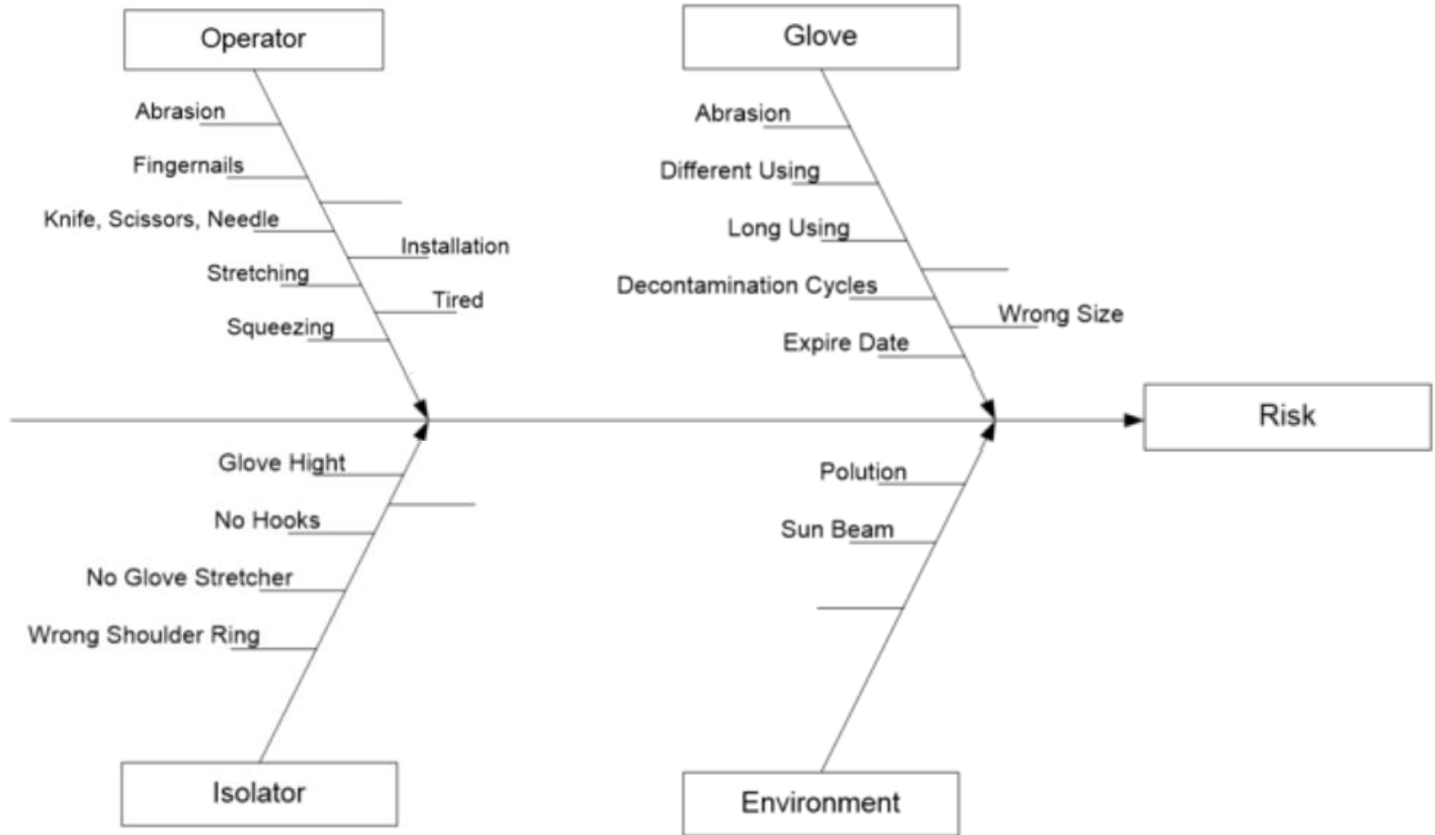 Operator
Glove
Abrasion
Fingernails
Knife, Scissors, Needle
Installation
Stretching
Tired
Squeezing
Abrasion
Different Using
Long Using
Decontamination Cycles
Wrong Size
Expire Date
Risk
Glove Hight
No Hooks
No Glove Stretcher
Wrong Shoulder Ring
Polution
Sun Beam
Isolator
Environment